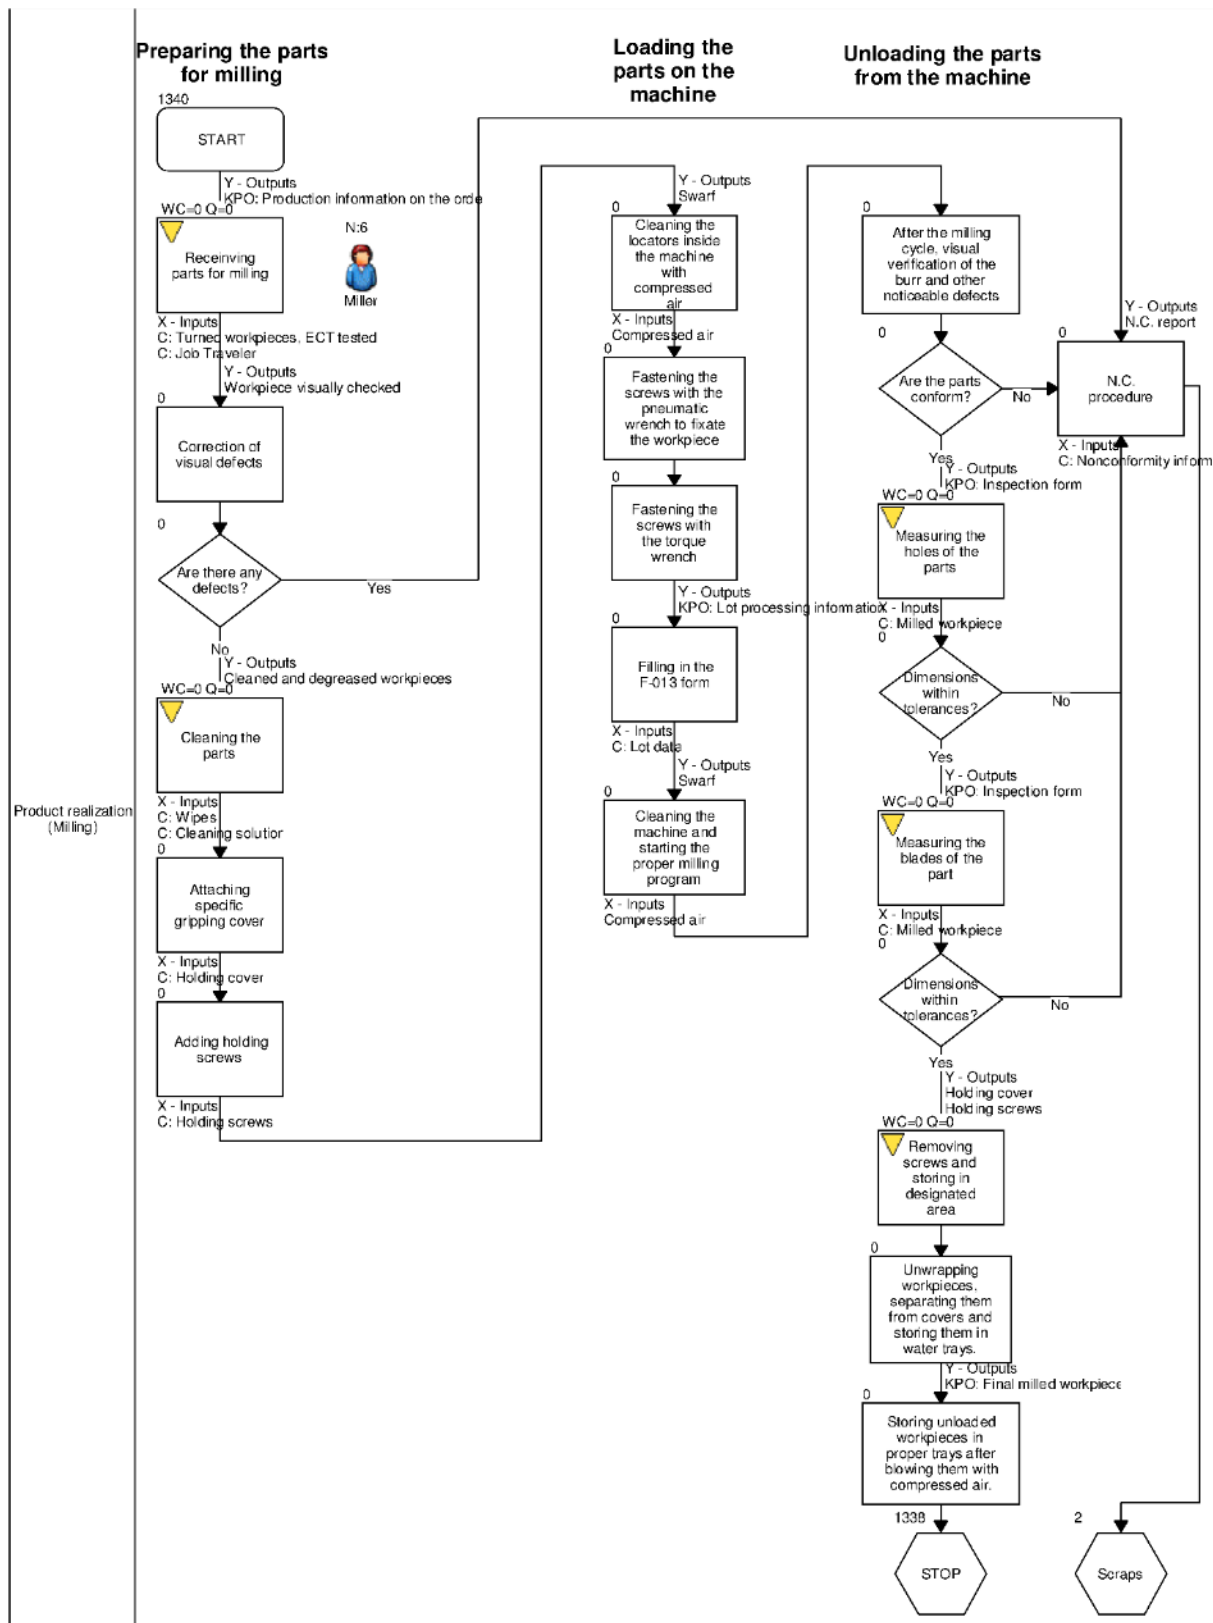 Product realization
(Milling)
Preparing the parts
for milling
1340
START
Y - Outputs
KPO: Production information on the orde
WC=0 Q=0
Receinving
parts for milling
N:6
Miller
X - Inputs
C: Turned workpieces, ECT tested
C: Job Traveler
Y - Outputs
Workpiece visually checked
0
Correction of
visual defects
0
Are there any
defects?
Yes
No
Y - Outputs
Cleaned and degreased workpieces
WC=0 Q=0
Cleaning the
parts
X - Inputs
C: Wipes
C: Cleaning solution
0
Attaching
specific
gripping cover
X - Inputs
C: Holding cover
0
Adding holding
screws
X - Inputs
C: Holding screws
Loading the
parts on the
machine
Y - Outputs
Swarf
0
Cleaning the
locators inside
the machine
with
compressed
air
X - Inputs
Compressed air
0
Fastening the
screws with the
pneumatic
wrench to fixate
the workpiece
0
Fastening the
screws with
the torque
wrench
Y - Outputs
KPO: Lot processing information
0
Filling in the
F-013 form
X - Inputs
C: Lot data
Y - Outputs
Swarf
0
Cleaning the
machine and
starting the
proper milling
program
X - Inputs
Compressed air
Unloading the parts
from the machine
0
After the milling
cycle, visual
verification of the
burr and other
noticeable defects
0
Are the parts
conform?
No
Y - Outputs
N.C. report
0
N.C.
procedure
X - Inputs
C: Nonconformity inform
Yes
Y - Outputs
KPO: Inspection form
WC=0 Q=0
Measuring the
holes of the
parts
X - Inputs
C: Milled workpiece
0
Dimensions
within
tolerances?
No
Yes
Y - Outputs
KPO: Inspection form
WC=0 Q=0
Measuring the
blades of the
part
X - Inputs
C: Milled workpiece
0
Dimensions
within
tolerances?
No
Yes
Y - Outputs
Holding cover
Holding screws
WC=0 Q=0
Removing
screws and
storing in
designated
area
0
Unwrapping
workpieces,
separating them
from covers and
storing them in
water trays.
Y - Outputs
KPO: Final milled workpiece
0
Storing unloaded
workpieces in
proper trays after
blowing them with
compressed air.
1338
STOP
2
Scraps